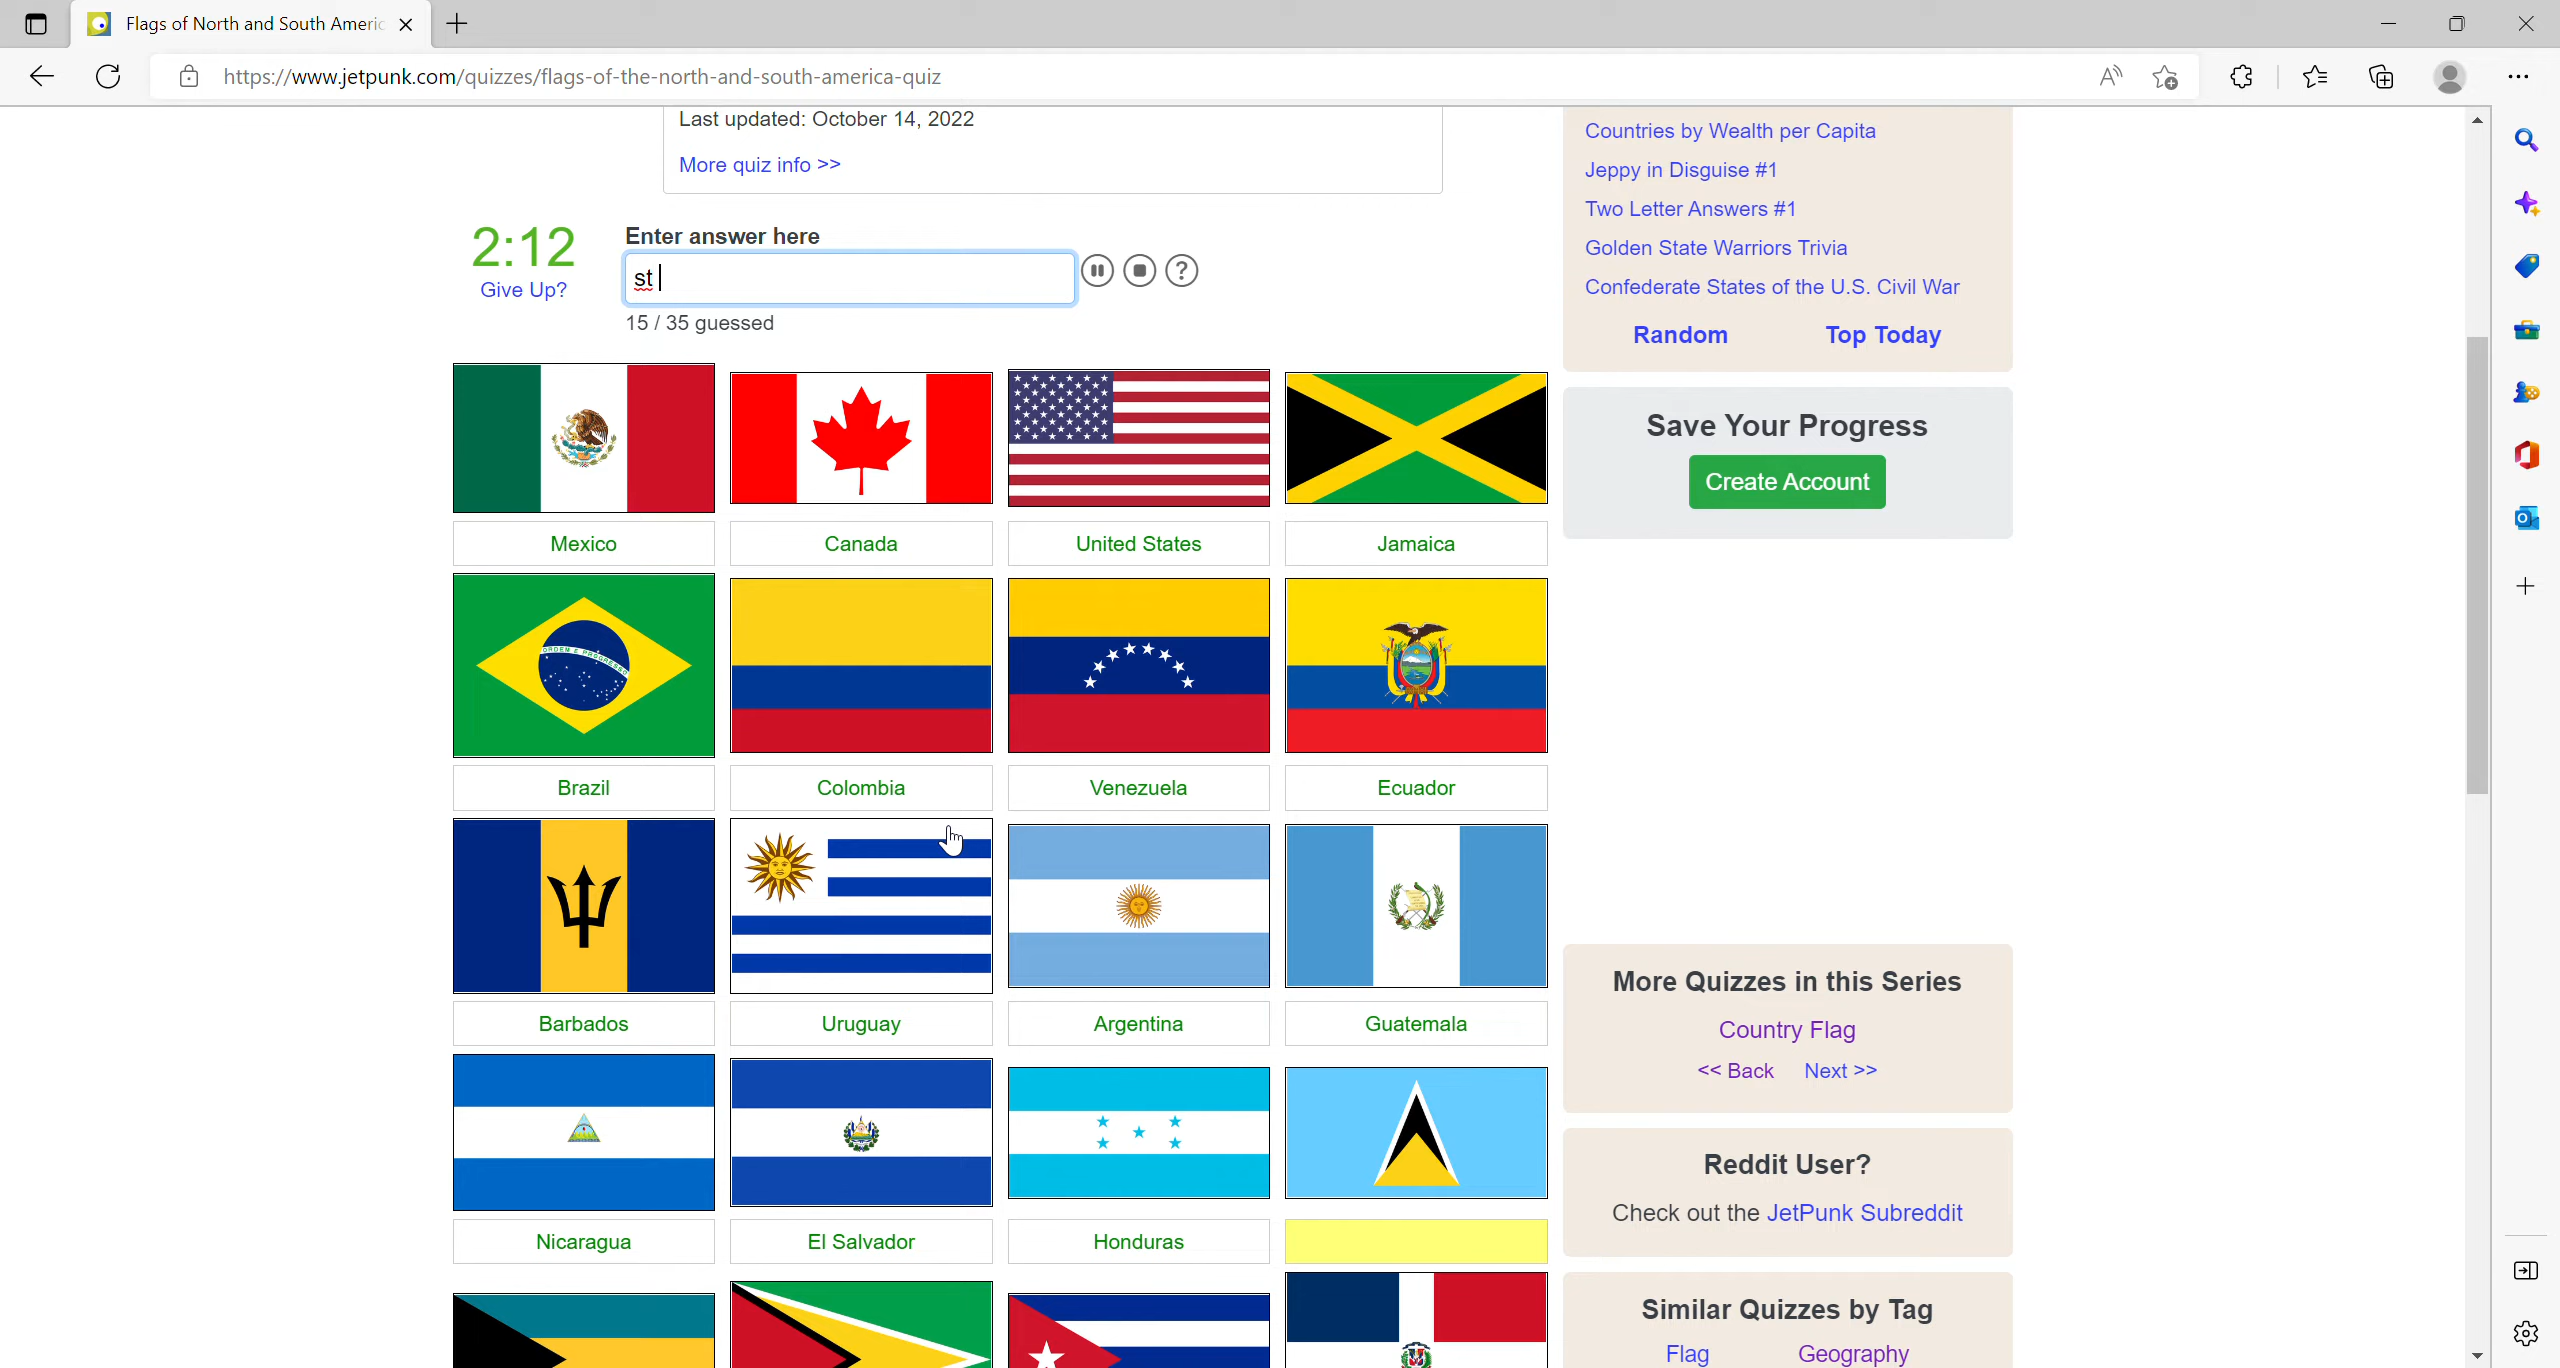 Flags of North and South Americ
https://www.jetpunk.com/quizzes/flags-of-the-north-and-south-america-quiz
Last updated: October 14, 2022
More quiz info >>
2:12
Give Up?
Enter answer here
st
15 / 35 guessed
Mexico
Canada
United States
Jamaica
ORDEM E PROGRESSO
Brazil
Colombia
Venezuela
Ecuador
Barbados
Uruguay
Argentina
Guatemala
Nicaragua
El Salvador
Honduras
Countries by Wealth per Capita
Jeppy in Disguise #1
Two Letter Answers #1
Golden State Warriors Trivia
Confederate States of the U.S. Civil War
Random
Top Today
Save Your Progress
Create Account
More Quizzes in this Series
Country Flag
<< Back
Next >>
Reddit User?
Check out the JetPunk Subreddit
Similar Quizzes by Tag
Flag
Geography